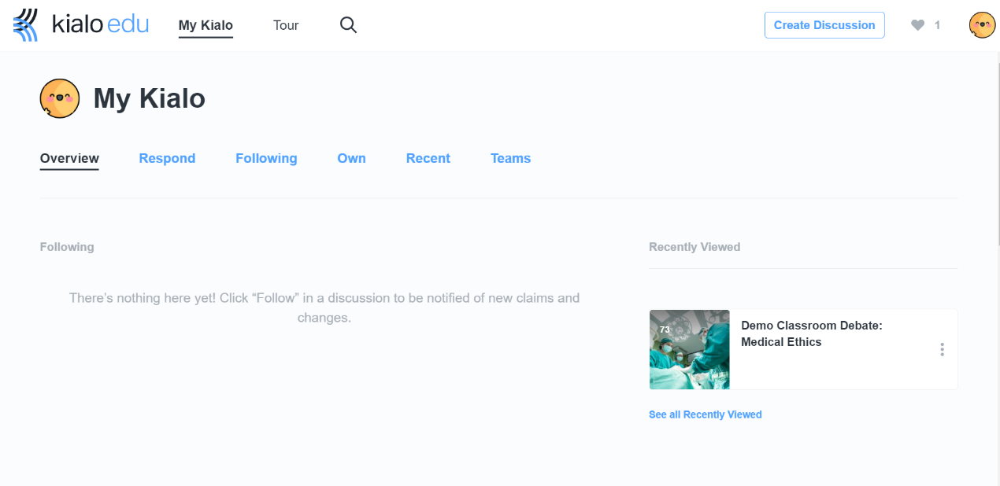 kialo edu
My Kialo
Tour
Create Discussion
1
My Kialo
Overview
Respond
Following
Own
Recent
Teams
Following
There's nothing here yet! Click “Follow” in a discussion to be notified of new claims and
changes.
Recently Viewed
73
Demo Classroom Debate:
Medical Ethics
See all Recently Viewed